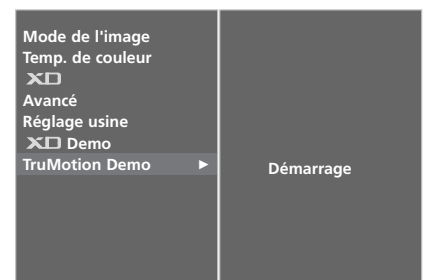 Mode de l'image
Temp. de couleur
XD
Avancé
Réglage usine
XD Demo
TruMotion Demo
Démarrage